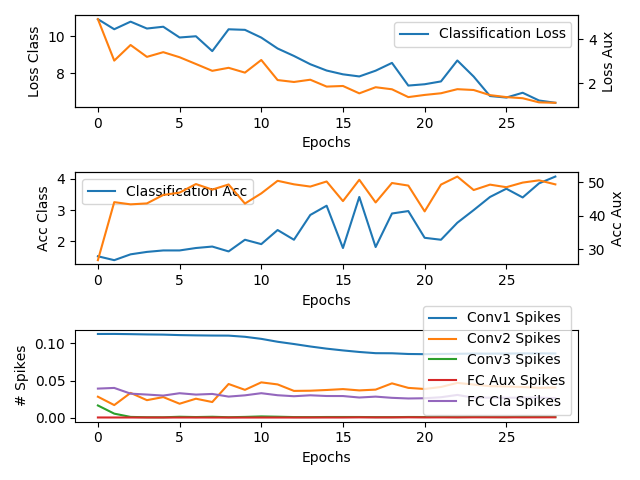 10
8
Loss Class
Classification Loss
4
2
Loss Aux
0 5 10 15 20 25
Epochs
4
3
2
Acc Class
Classification Acc
50
40
30
Acc Aux
0 5 10 15 20 25
Epochs
0.10
0.05
0.00
# Spikes
Conv1 Spikes
Conv2 Spikes
Conv3 Spikes
FC Aux Spikes
FC Cla Spikes
0 5 10 15 20 25
Epochs